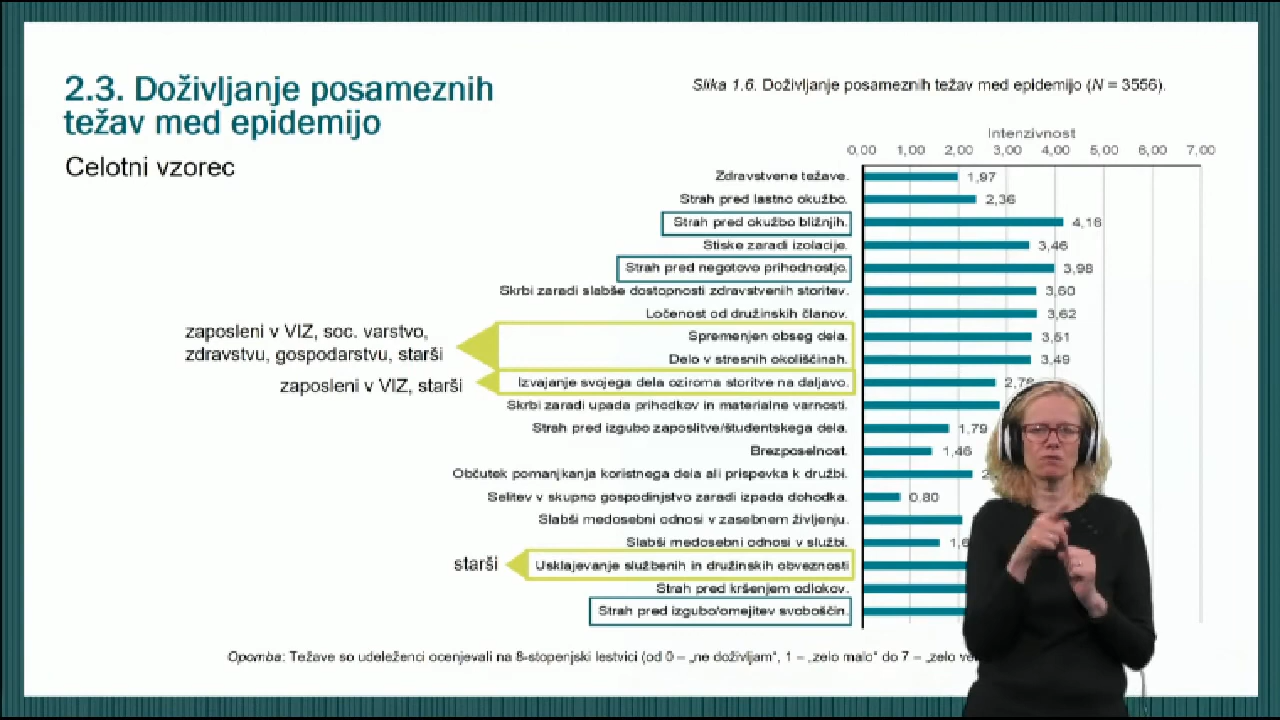 2.3. Doživljanje posameznih
težav med epidemijo
Celotni vzorec
Slika 1.6. Doživljanje posameznih težav med epidemijo (N = 3556).
Intenzivnost
0,00 1,00 2,00 3,00 4,00 5,00 6,00 7,00
Zdravstvene težave. 1,97
Strah pred lastno okužbo. 2,36
Strah pred okužbo bližnjih. 4,16
Stiske zaradi izolacije. 3,46
Strah pred negotovo prihodnostjo. 3,98
Skrbi zaradi slabše dostopnosti zdravstvenih storitev. 3,60
Ločenost od družinskih članov. 3,62
zaposleni v VIZ, soc. varstvo,
zdravstvu, gospodarstvu, starši
Spremenjen obseg dela. 3,51
Delo v stresnih okoliščinah. 3,49
zaposleni v VIZ, starši
Izvajanje svojega dela oziroma storitve na daljavo.
Skrbi zaradi upada prihodkov in materialne varnosti.
Strah pred izgubo zaposlitve/študentskega dela. 1,79
Brezposelnost. 1,46
Občutek pomanjkanja koristnega dela ali prispevka k družbi.
Selitev v skupno gospodinjstvo zaradi izpada dohodka. 0,80
Slabši medosebni odnosi v zasebnem življenju.
Slabši medosebni odnosi v službi.
starši
Usklajevanje službenih in družinskih obveznosti
Strah pred kršenjem odlokov.
Strah pred izgubo/omejitev svoboščin.
Opomba: Težave so udeleženci ocenjevali na 8-stopenjski lestvici (od 0 – „ne doživljam“, 1 – „zelo malo“ do 7 – „zelo